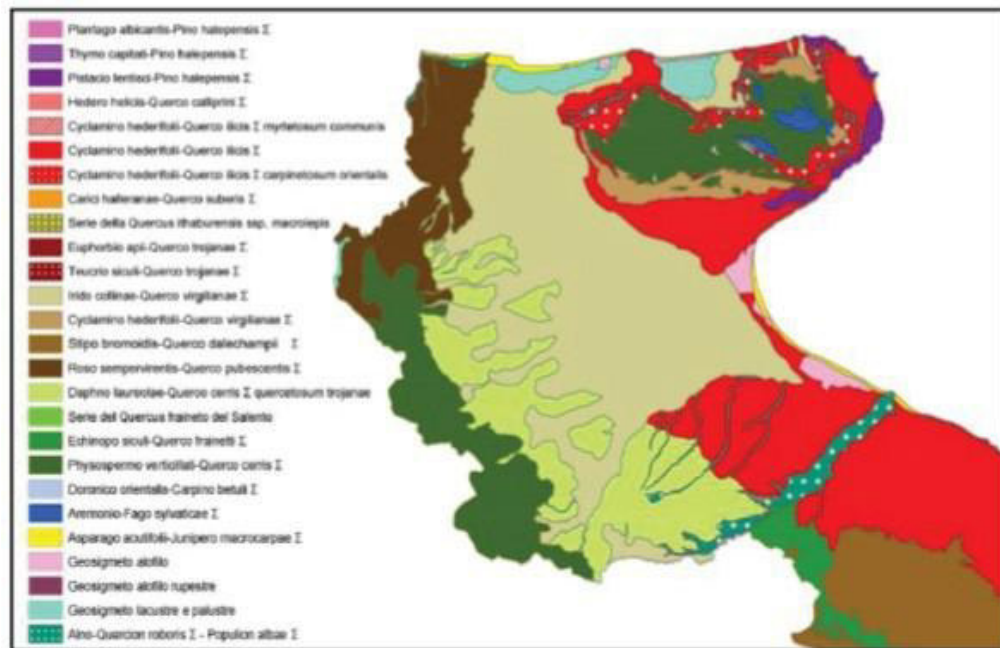 Plantago albicantis-Pino halepensis Σ
Thymo capitati-Pino halepensis Σ
Pistacio lentisci-Pino halepensis Σ
Hedero helicis-Querco calliprini Σ
Cyclamino hederifolii-Querco ilicis Σ myrtetosum communis
Cyclamino hederifolii-Querco ilicis Σ
Cyclamino hederifolii-Querco ilicis Σ carpinetosum orientalis
Carici halleranae-Querco suberis Σ
Serie della Quercus ithaburensis ssp. macrolepis
Euphorbio apii-Querco trojanae Σ
Teucrio siculi-Querco trojanae Σ
Irido collinae-Querco virgilianae Σ
Cyclamino hederifolii-Querco virgilianae Σ
Stipo bromoidis-Querco dalechampii Σ
Roso sempervirentis-Querco pubescentis Σ
Daphno laureolae-Querco cerris Σ quercetosum trojanae
Serie del Quercus fraineto del Salento
Echinopo siculi-Querco frainetti Σ
Physospermo verticillati-Querco cerris Σ
Doronico orientalis-Carpino betuli Σ
Aremonio-Fago sylvaticae Σ
Asparago acutifolii-Junipero macrocarpae Σ
Geosigmeto alofilo
Geosigmeto alofilo rupestre
Geosigmeto lacustre e palustre
Alno-Quercion roboris Σ - Populion albae Σ